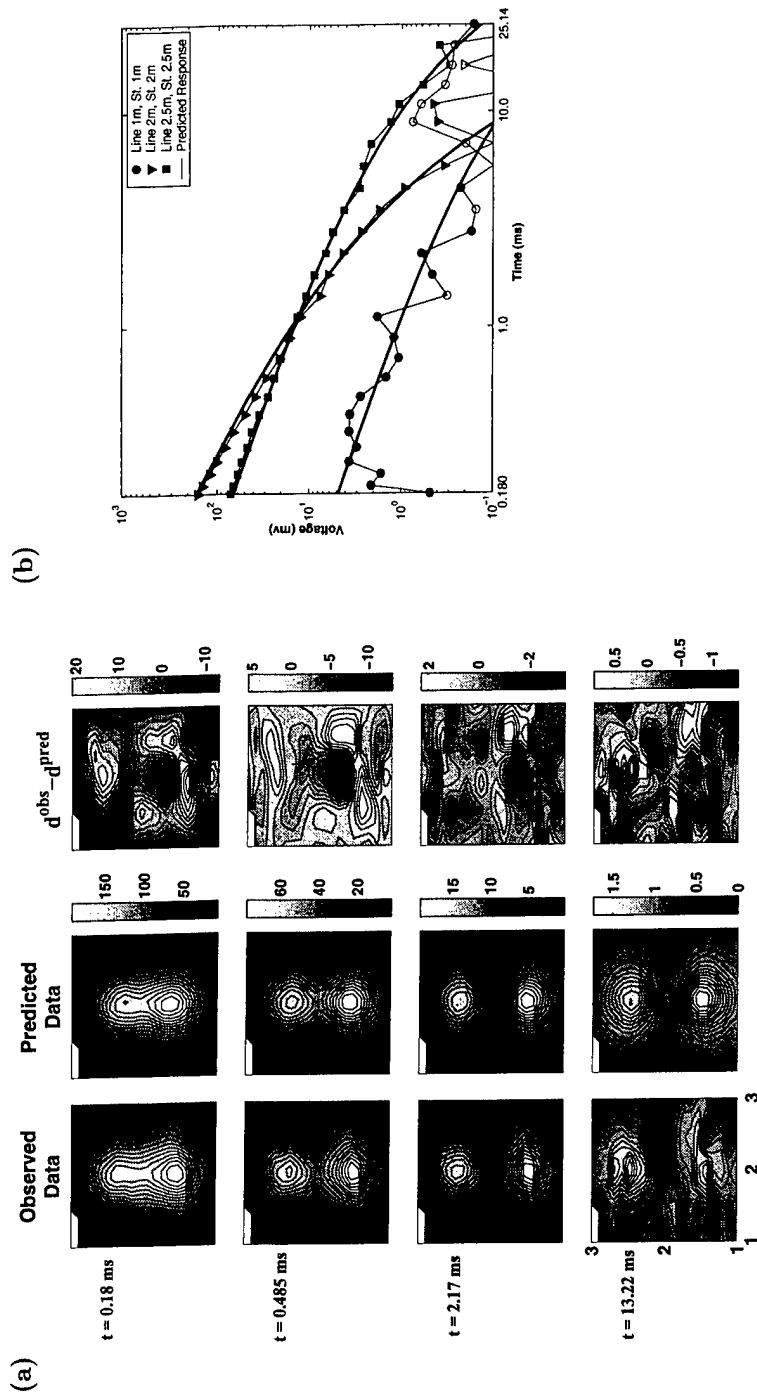 (a)
Observed
Data
Predicted
Data
d^obs–d^pred
t = 0.18 ms
150
100
50
20
10
0
-10
t = 0.485 ms
60
40
20
5
0
-5
-10
t = 2.17 ms
15
10
5
2
0
-2
t = 13.22 ms
3
2
1
1
2
3
1.5
1
0.5
0
0.5
0
-0.5
-1
(b)
Voltage (mv)
10^3
10^2
10^1
10^0
10^-1
Line 1m, St. 1m
Line 2m, St. 2m
Line 2.5m, St. 2.5m
Predicted Response
0.180
1.0
10.0
25.14
Time (ms)